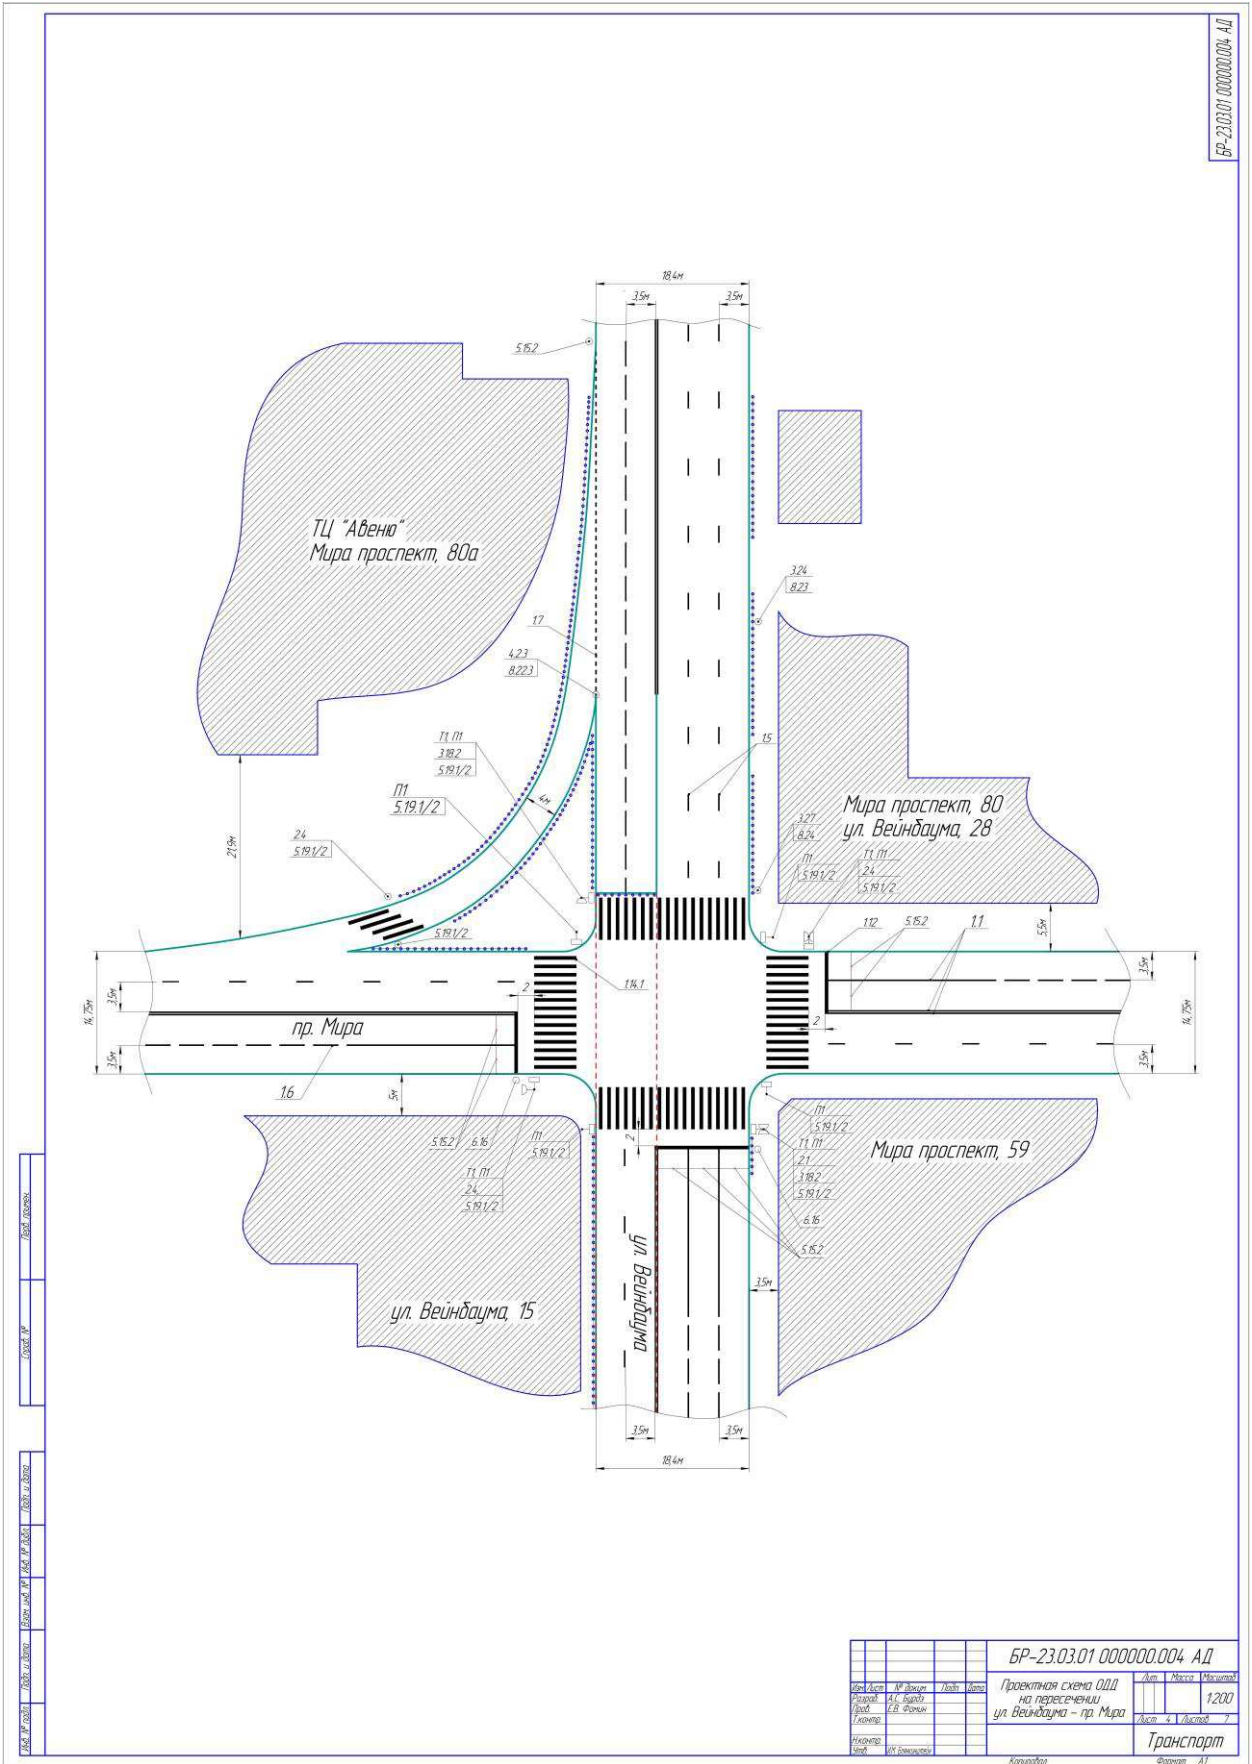 БР-23.03.01 000000.004 АД
18,4м
3,5м
3,5м
5.15.2
ТЦ "Авеню"
Мира проспект, 80а
3.24
8.2.3
1.7
4.2.3
8.22.3
Т1, П1
3.18.2
5.19.1/2
1.5
П1
5.19.1/2
4м
Мира проспект, 80
ул. Вейнбаума, 28
3.27
8.2.4
21,9м
2.4
5.19.1/2
П1
5.19.1/2
Т1, П1
2.4
5.19.1/2
5.19.1/2
1.12
5.15.2
1.1
5,5м
1.14.1
2
3,5м
14,75м
3,5м
пр. Мира
2
3,5м
14,75м
3,5м
1.6
5м
5.15.2
6.16
П1
5.19.1/2
2
П1
5.19.1/2
Мира проспект, 59
Т1, П1
2.4
5.19.1/2
Т1, П1
2.1
3.18.2
5.19.1/2
6.16
5.15.2
ул. Вейнбаума
3,5м
ул. Вейнбаума, 15
3,5м
3,5м
18,4м
Перв. примен.
Справ. №
Подп. и дата
Инв. № дубл.
Взам. инв. №
Подп. и дата
Инв. № подл.
БР-23.03.01 000000.004 АД
Изм. Лист № докум. Подп. Дата
Разраб. А.С. Бурдз
Пров. Е.В. Фомин
Т.контр.
Н.контр.
Утв.
Проектная схема ОДД
на пересечении
ул. Вейнбаума - пр. Мира
Лит. Масса Масштаб
1:200
Лист 4 Листов 7
Транспорт
Копировал Формат А1